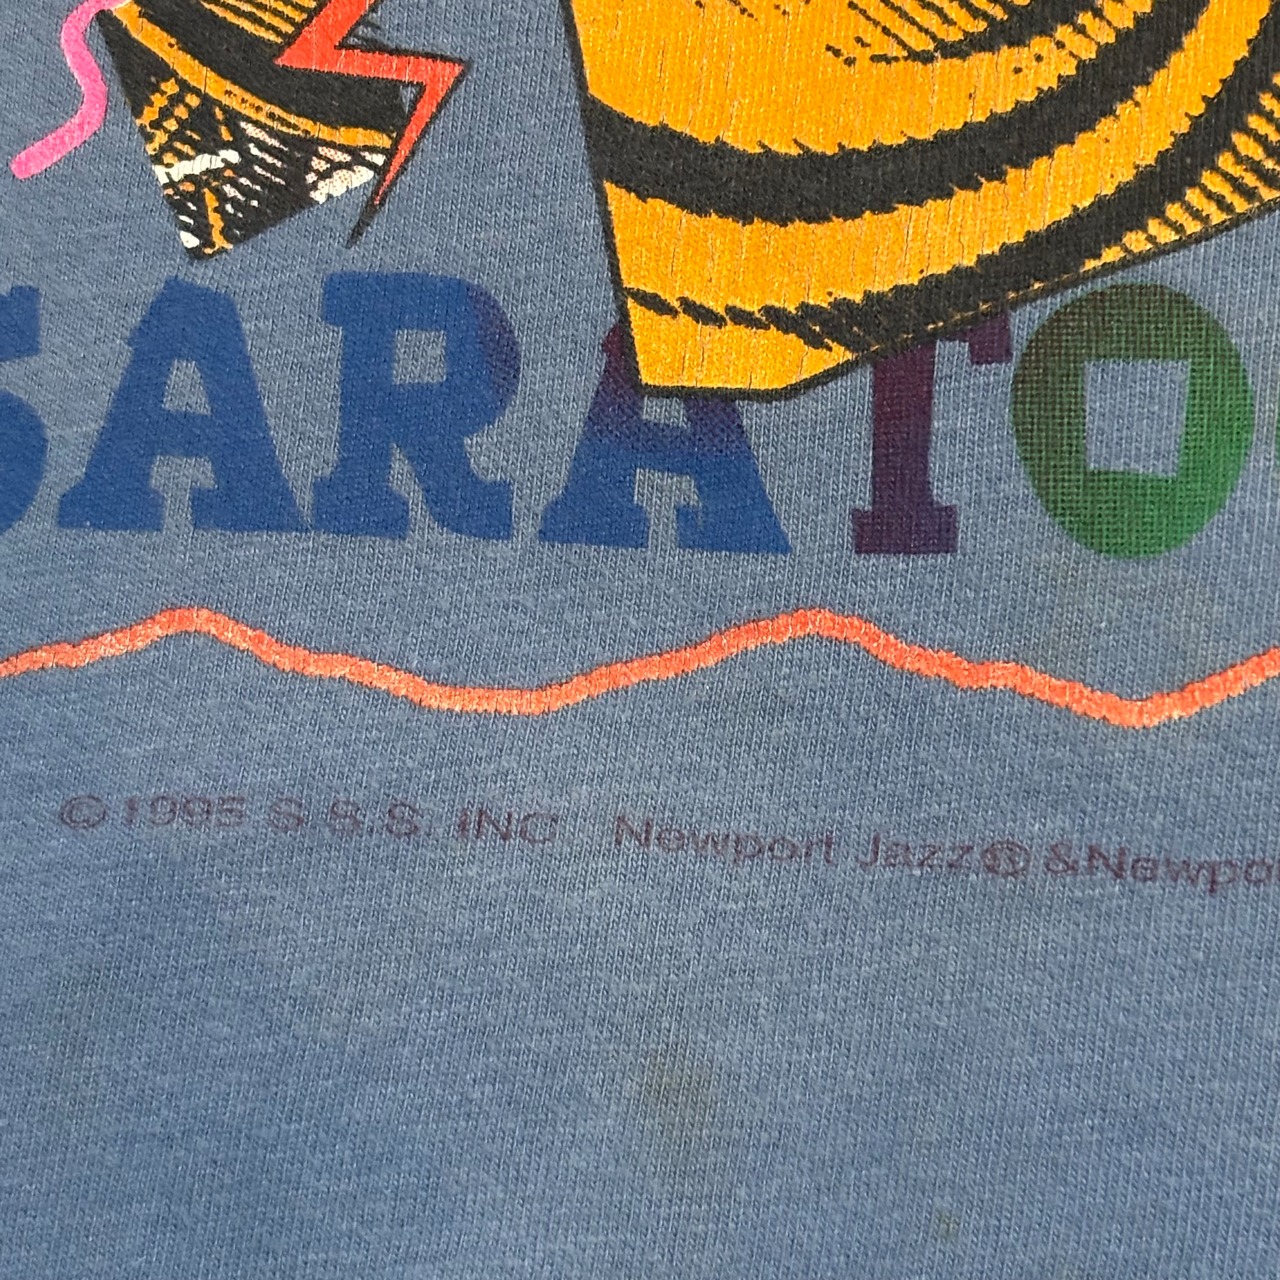 SARATO
© 1995 S.S.S. INC Newport Jazz ® & Newpo